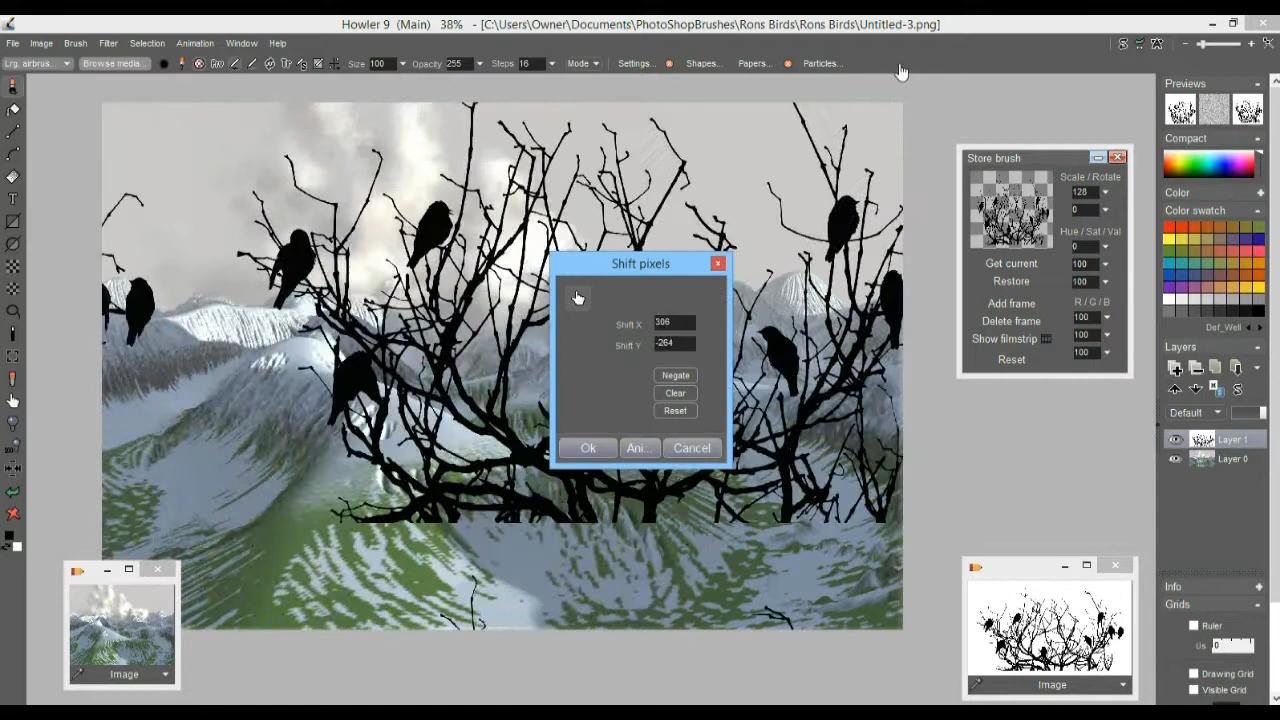 Howler 9 (Main) 38% - [C:\Users\Owner\Documents\PhotoShopBrushes\Rons Birds\Rons Birds\Untitled-3.png]
File Image Brush Filter Selection Animation Window Help
Lrg. airbrus... Browse media... Size 100 Opacity 255 Steps 16 Mode Settings... Shapes... Papers... Particles...
Previews
Compact
Color
Color swatch
Def_Well
Layers
Default
Layer 1
Layer 0
Info
Grids
Ruler
Us 0
Drawing Grid
Visible Grid
Store brush
Scale / Rotate
128
0
Hue / Sat / Val
0
Get current 100
Restore 100
Add frame R / G / B
Delete frame 100
Show filmstrip 100
Reset 100
Shift pixels
Shift X 306
Shift Y -264
Negate
Clear
Reset
Ok Ani... Cancel
Image
Image